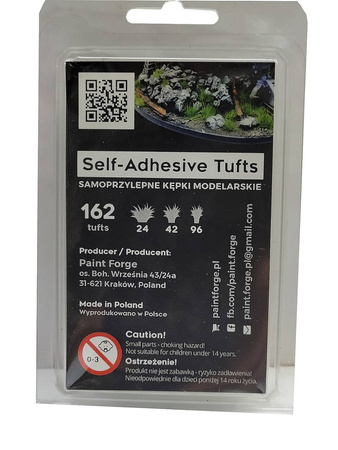 Self-Adhesive Tufts
SAMOPRZYLEPNE KĘPKI MODELARSKIE
162
tufts
24 42 96
Producer / Producent:
Paint Forge
os. Boh. Września 43/24a
31-621 Kraków, Poland
Made in Poland
Wyprodukowano w Polsce
paintforge.pl
fb.com/paint.forge
paint.forge.pl@gmail.com
0-3
Caution!
Small parts - choking hazard!
Not suitable for children under 14 years.
Ostrzeżenie!
Produkt nie jest zabawką - ryzyko zadławienia!
Nieodpowiednie dla dzieci poniżej 14 roku życia.